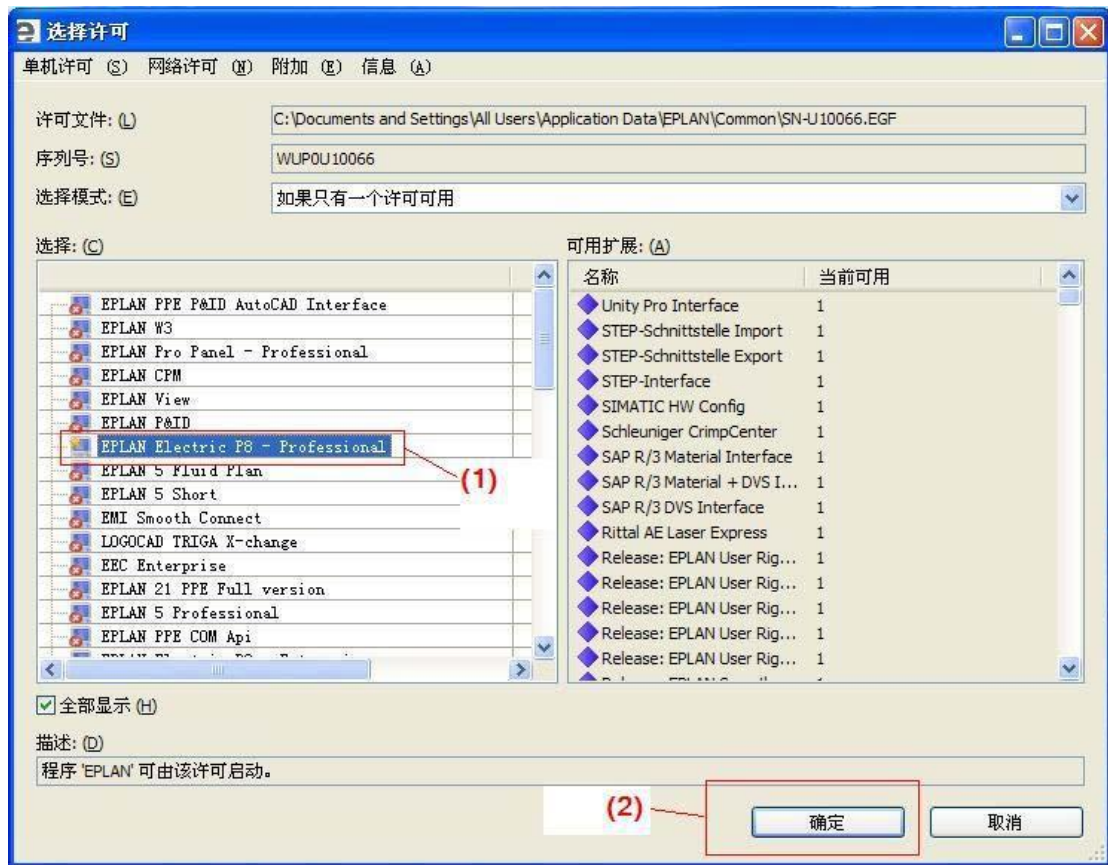 选择许可
单机许可 (S) 网络许可 (N) 附加 (E) 信息 (A)
许可文件: (L) C:\Documents and Settings\All Users\Application Data\EPLAN\Common\SN-U10066.EGF
序列号: (S) WUP0U10066
选择模式: (E) 如果只有一个许可可用
选择: (C)
EPLAN PPE P&ID AutoCAD Interface
EPLAN W3
EPLAN Pro Panel - Professional
EPLAN CPM
EPLAN View
EPLAN P&ID
EPLAN Electric P8 - Professional
(1)
EPLAN 5 Fluid Plan
EPLAN 5 Short
EMI Smooth Connect
LOGOCAD TRIGA X-change
EEC Enterprise
EPLAN 21 PPE Full version
EPLAN 5 Professional
EPLAN PPE COM Api
可用扩展: (A)
名称 当前可用
Unity Pro Interface 1
STEP-Schnittstelle Import 1
STEP-Schnittstelle Export 1
STEP-Interface 1
SIMATIC HW Config 1
Schleuniger CrimpCenter 1
SAP R/3 Material Interface 1
SAP R/3 Material + DVS I... 1
SAP R/3 DVS Interface 1
Rittal AE Laser Express 1
Release: EPLAN User Rig... 1
Release: EPLAN User Rig... 1
Release: EPLAN User Rig... 1
Release: EPLAN User Rig... 1
Release: EPLAN User Rig... 1
全部显示 (H)
描述: (D)
程序 'EPLAN' 可由该许可启动。
(2)
确定 取消